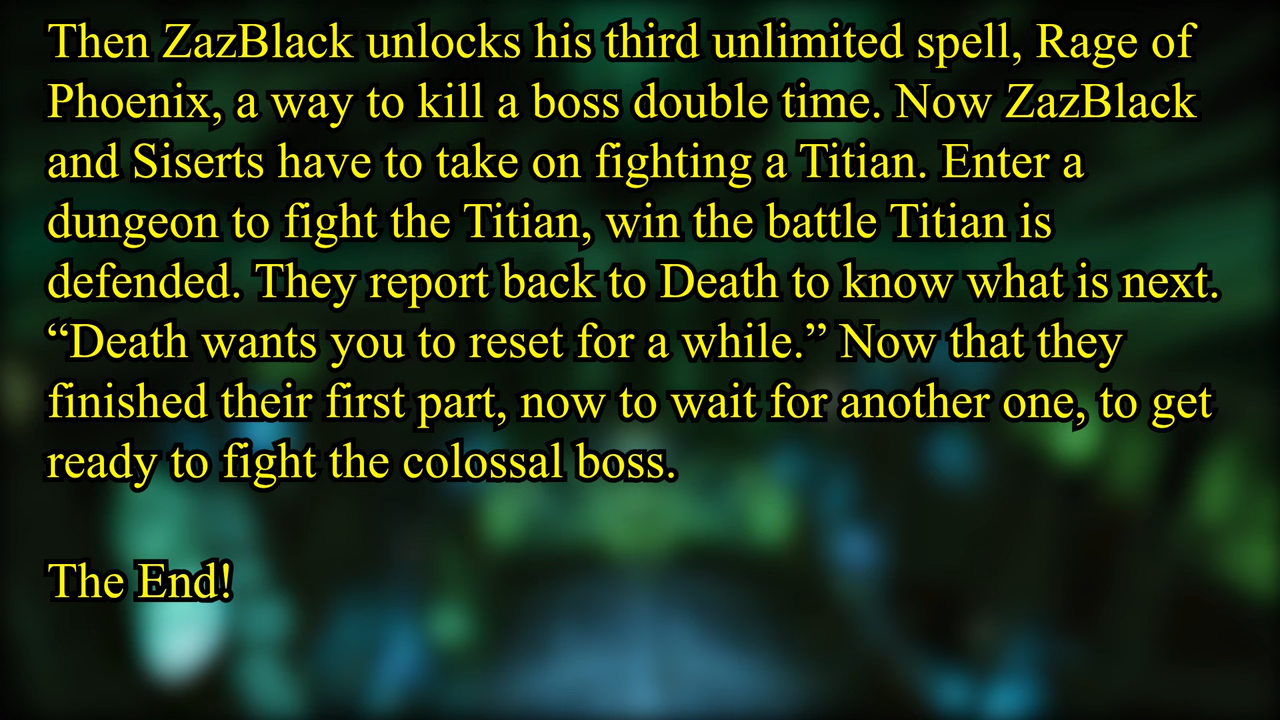 Then ZazBlack unlocks his third unlimited spell, Rage of
Phoenix, a way to kill a boss double time. Now ZazBlack
and Siserts have to take on fighting a Titian. Enter a
dungeon to fight the Titian, win the battle Titian is
defended. They report back to Death to know what is next.
“Death wants you to reset for a while.” Now that they
finished their first part, now to wait for another one, to get
ready to fight the colossal boss.
The End!